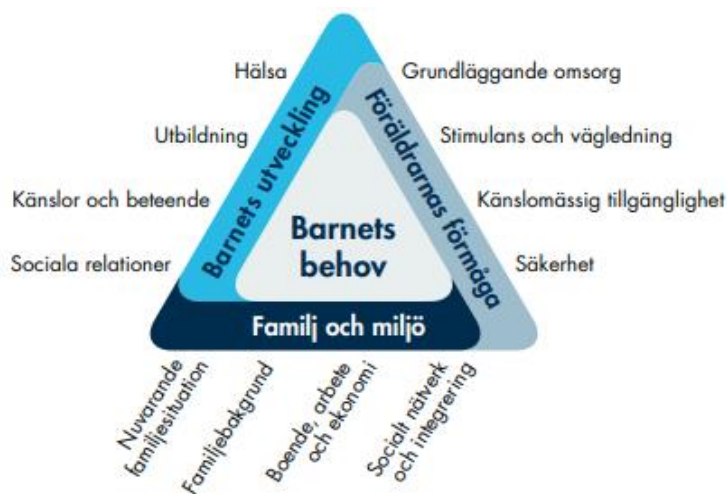 Hälsa
Utbildning
Känslor och beteende
Sociala relationer
Barnets utveckling
Grundläggande omsorg
Stimulans och vägledning
Känslomässig tillgänglighet
Säkerhet
Föräldrarnas förmåga
Barnets
behov
Familj och miljö
Nuvarande
familjesituation
Familjebakgrund
Boende, arbete
och ekonomi
Socialt nätverk
och integrering